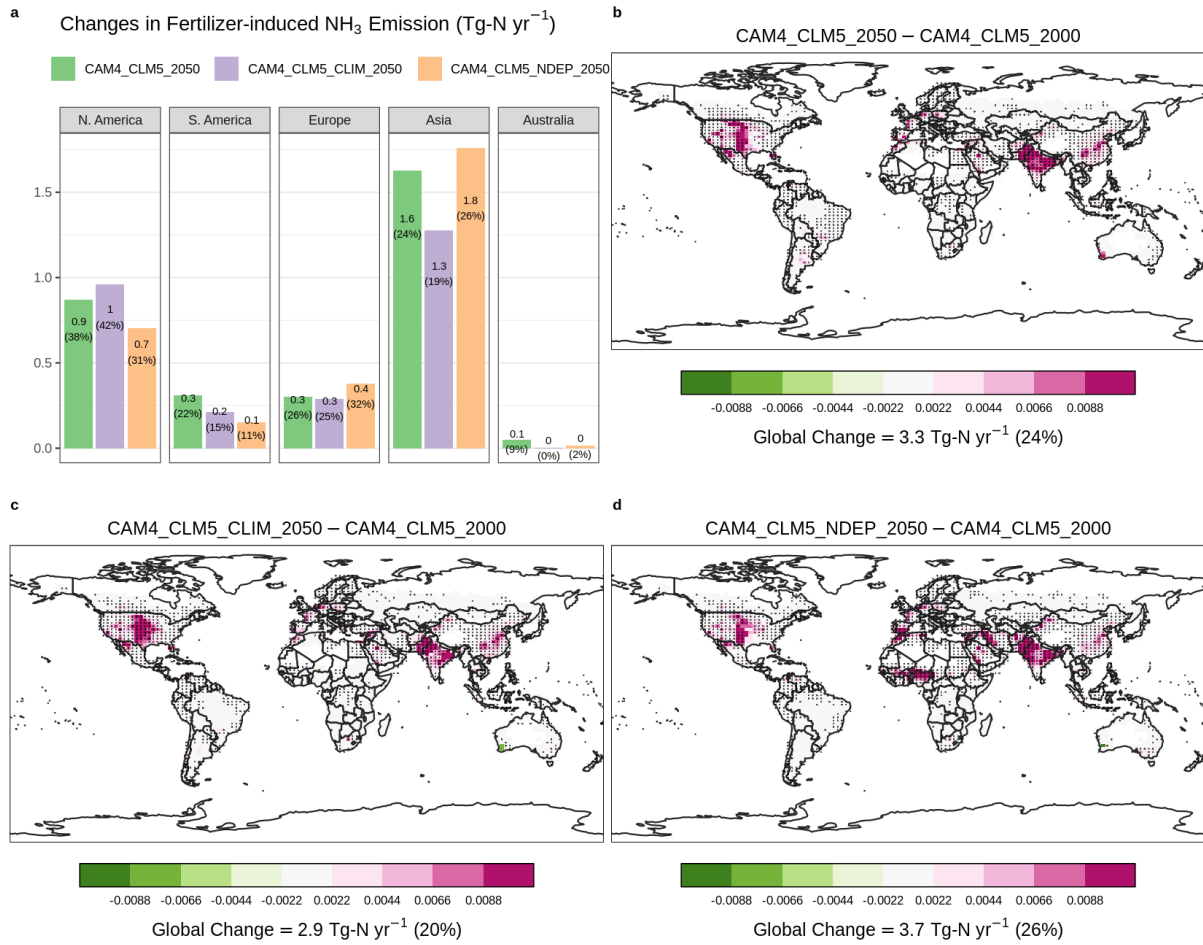 a
Changes in Fertilizer-induced NH₃ Emission (Tg-N yr⁻¹)
CAM4_CLM5_2050 CAM4_CLM5_CLIM_2050 CAM4_CLM5_NDEP_2050
N. America S. America Europe Asia Australia
1.5
1.0
0.5
0.0
0.9
(38%)
1
(42%)
0.7
(31%)
0.3
(22%)
0.2
(15%)
0.1
(11%)
0.3
(26%)
0.3
(25%)
0.4
(32%)
1.6
(24%)
1.3
(19%)
1.8
(26%)
0.1
(9%)
0
(0%)
0
(2%)
b
CAM4_CLM5_2050 − CAM4_CLM5_2000
-0.0088 -0.0066 -0.0044 -0.0022 0.0022 0.0044 0.0066 0.0088
Global Change = 3.3 Tg-N yr⁻¹ (24%)
c
CAM4_CLM5_CLIM_2050 − CAM4_CLM5_2000
-0.0088 -0.0066 -0.0044 -0.0022 0.0022 0.0044 0.0066 0.0088
Global Change = 2.9 Tg-N yr⁻¹ (20%)
d
CAM4_CLM5_NDEP_2050 − CAM4_CLM5_2000
-0.0088 -0.0066 -0.0044 -0.0022 0.0022 0.0044 0.0066 0.0088
Global Change = 3.7 Tg-N yr⁻¹ (26%)